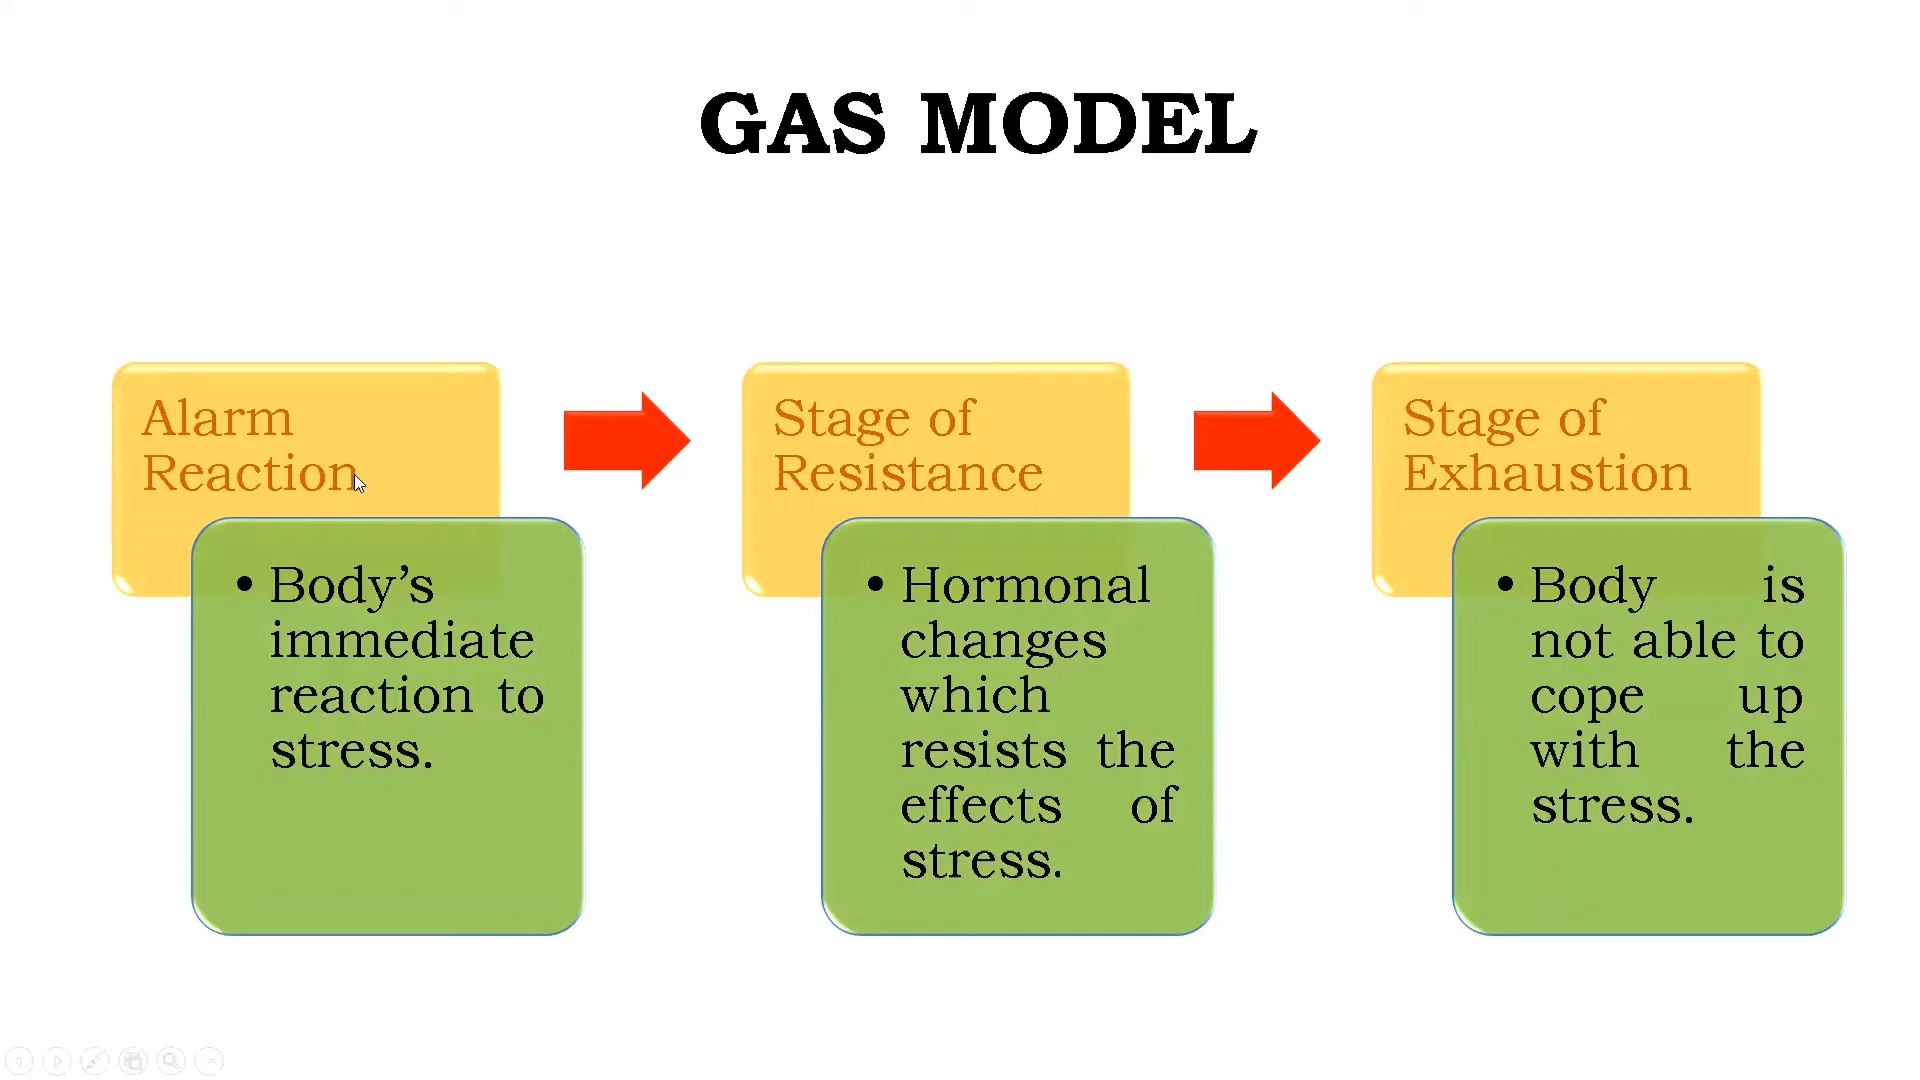 GAS MODEL
Alarm
Reaction
• Body’s
immediate
reaction to
stress.
Stage of
Resistance
• Hormonal
changes
which
resists the
effects of
stress.
Stage of
Exhaustion
• Body is
not able to
cope up
with the
stress.